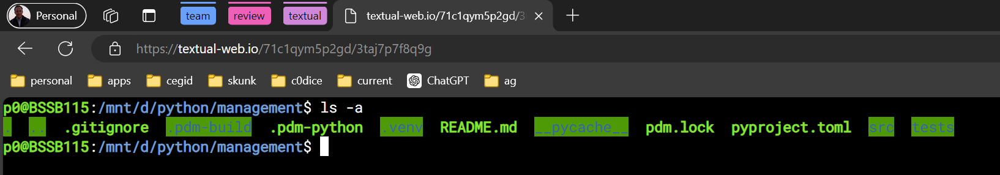 Personal
team
review
textual
textual-web.io/71c1qym5p2gd/3
https://textual-web.io/71c1qym5p2gd/3taj7p7f8q9g
personal apps cegid skunk c0dice current ChatGPT ag
p0@BSSB115:/mnt/d/python/management$ ls -a
. .. .gitignore .pdm-build .pdm-python .venv README.md __pycache__ pdm.lock pyproject.toml src tests
p0@BSSB115:/mnt/d/python/management$